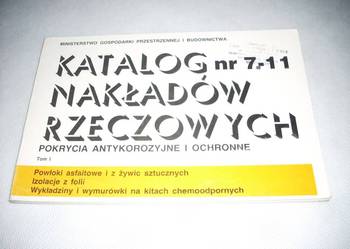 MINISTERSTWO GOSPODARKI PRZESTRZENNEJ I BUDOWNICTWA
KATALOG nr 7-11
NAKŁADÓW
RZECZOWYCH
POKRYCIA ANTYKOROZYJNE I OCHRONNE
Tom I
Powłoki asfaltowe i z żywic sztucznych
Izolacje z folii
Wykładziny i wymurówki na kitach chemoodpornych